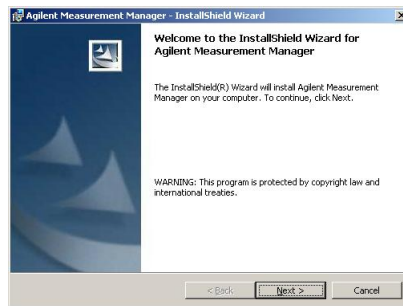 Agilent Measurement Manager - InstallShield Wizard
Welcome to the InstallShield Wizard for
Agilent Measurement Manager
The InstallShield(R) Wizard will install Agilent Measurement
Manager on your computer. To continue, click Next.
WARNING: This program is protected by copyright law and
international treaties.
< Back
Next >
Cancel